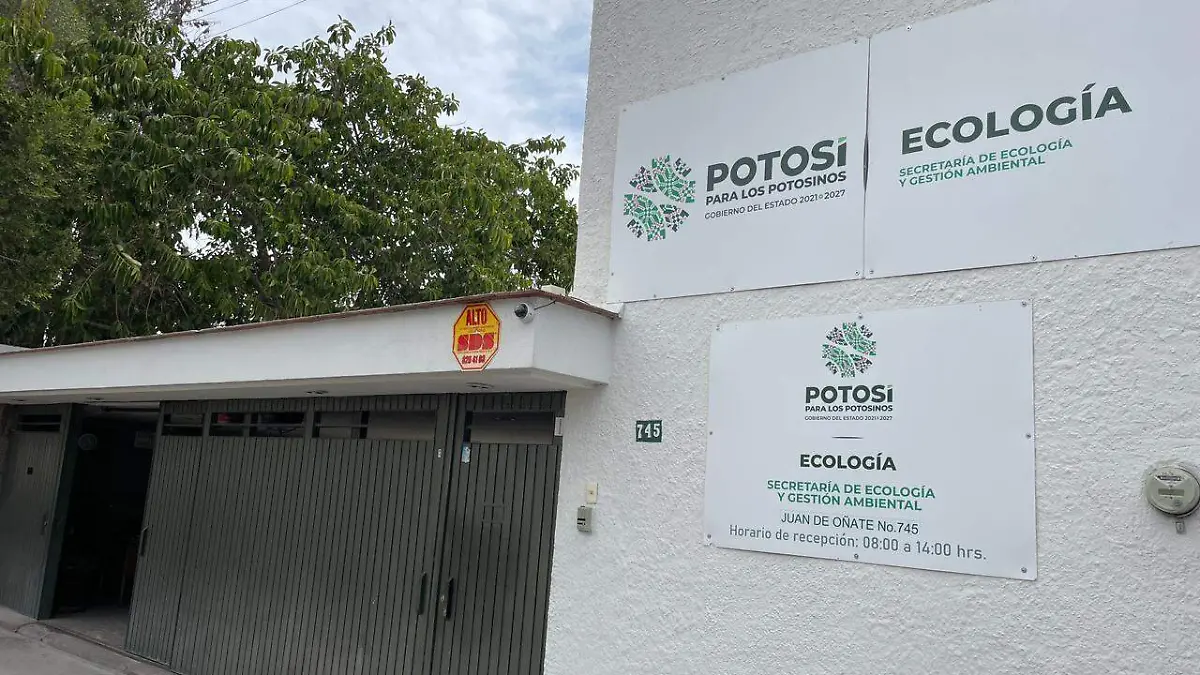 POTOSÍ
PARA LOS POTOSINOS
GOBIERNO DEL ESTADO 2021 2027
ECOLOGÍA
SECRETARÍA DE ECOLOGÍA
Y GESTIÓN AMBIENTAL
ALTO
SDS
745
POTOSÍ
PARA LOS POTOSINOS
GOBIERNO DEL ESTADO 2021 2027
ECOLOGÍA
SECRETARÍA DE ECOLOGÍA
Y GESTIÓN AMBIENTAL
JUAN DE OÑATE No.745
Horario de recepción: 08:00 a 14:00 hrs.